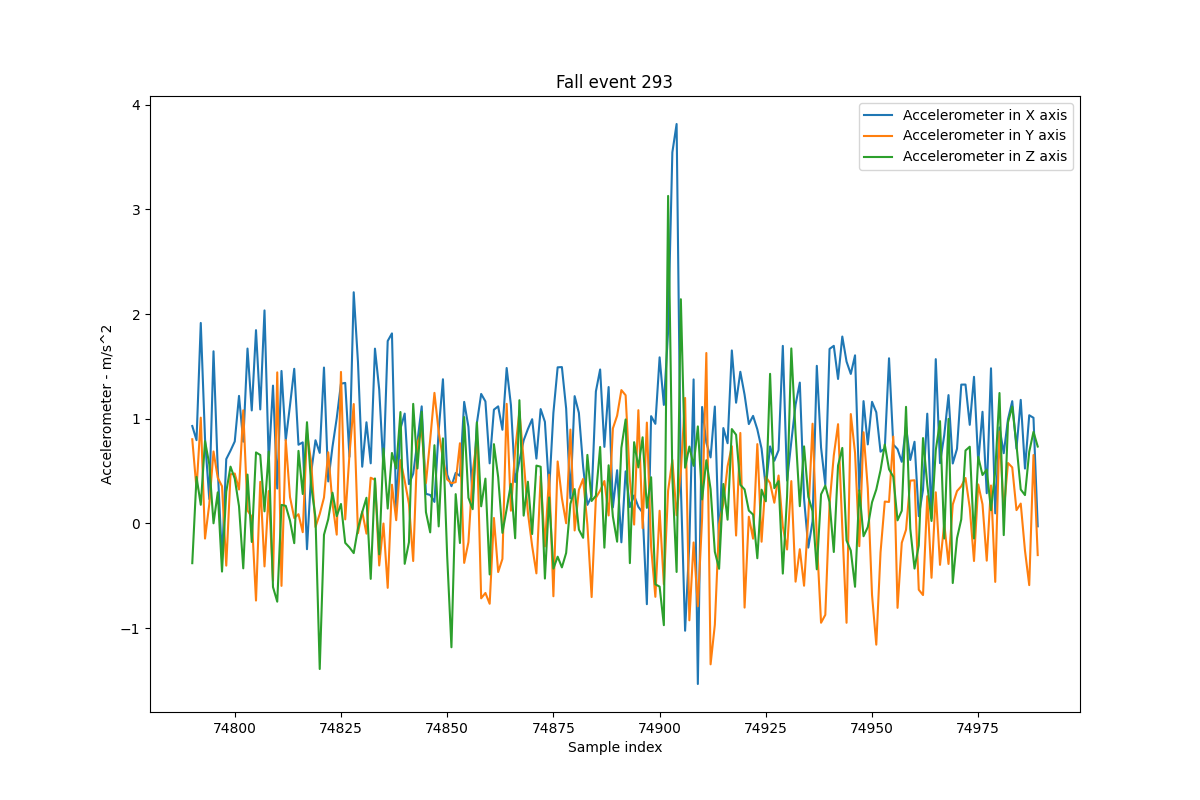 Fall event 293
Accelerometer in X axis
Accelerometer in Y axis
Accelerometer in Z axis
Accelerometer - m/s^2
4
3
2
1
0
−1
74800 74825 74850 74875 74900 74925 74950 74975
Sample index